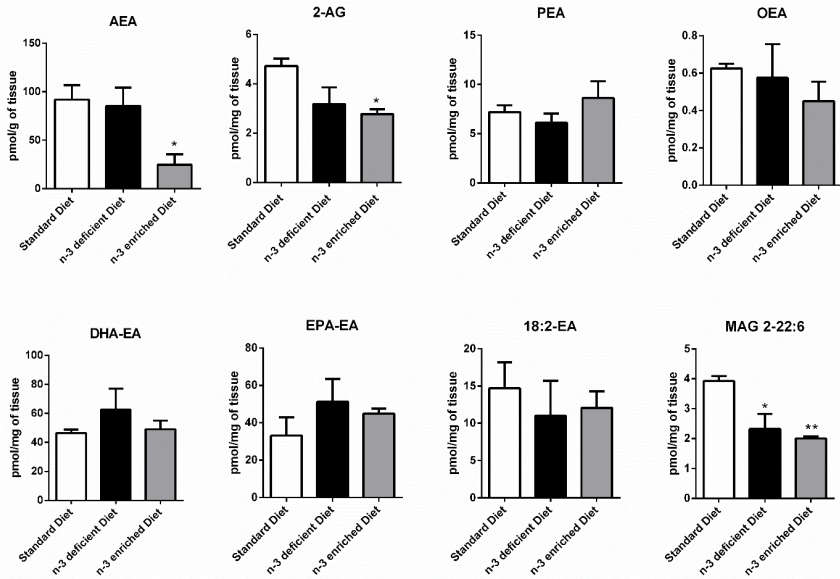 AEA
150
100
50
0
pmol/g of tissue
*
Standard Diet
n-3 deficient Diet
n-3 enriched Diet
2-AG
6
4
2
0
pmol/mg of tissue
*
Standard Diet
n-3 deficient Diet
n-3 enriched Diet
PEA
15
10
5
0
pmol/mg of tissue
Standard Diet
n-3 deficient Diet
n-3 enriched Diet
OEA
0.8
0.6
0.4
0.2
0.0
pmol/mg of tissue
Standard Diet
n-3 deficient Diet
n-3 enriched Diet
DHA-EA
100
80
60
40
20
0
pmol/mg of tissue
Standard Diet
n-3 deficient Diet
n-3 enriched Diet
EPA-EA
80
60
40
20
0
pmol/mg of tissue
Standard Diet
n-3 deficient Diet
n-3 enriched Diet
18:2-EA
20
15
10
5
0
pmol/mg of tissue
Standard Diet
n-3 deficient Diet
n-3 enriched Diet
MAG 2-22:6
5
4
3
2
1
0
pmol/mg of tissue
*
**
Standard Diet
n-3 deficient Diet
n-3 enriched Diet